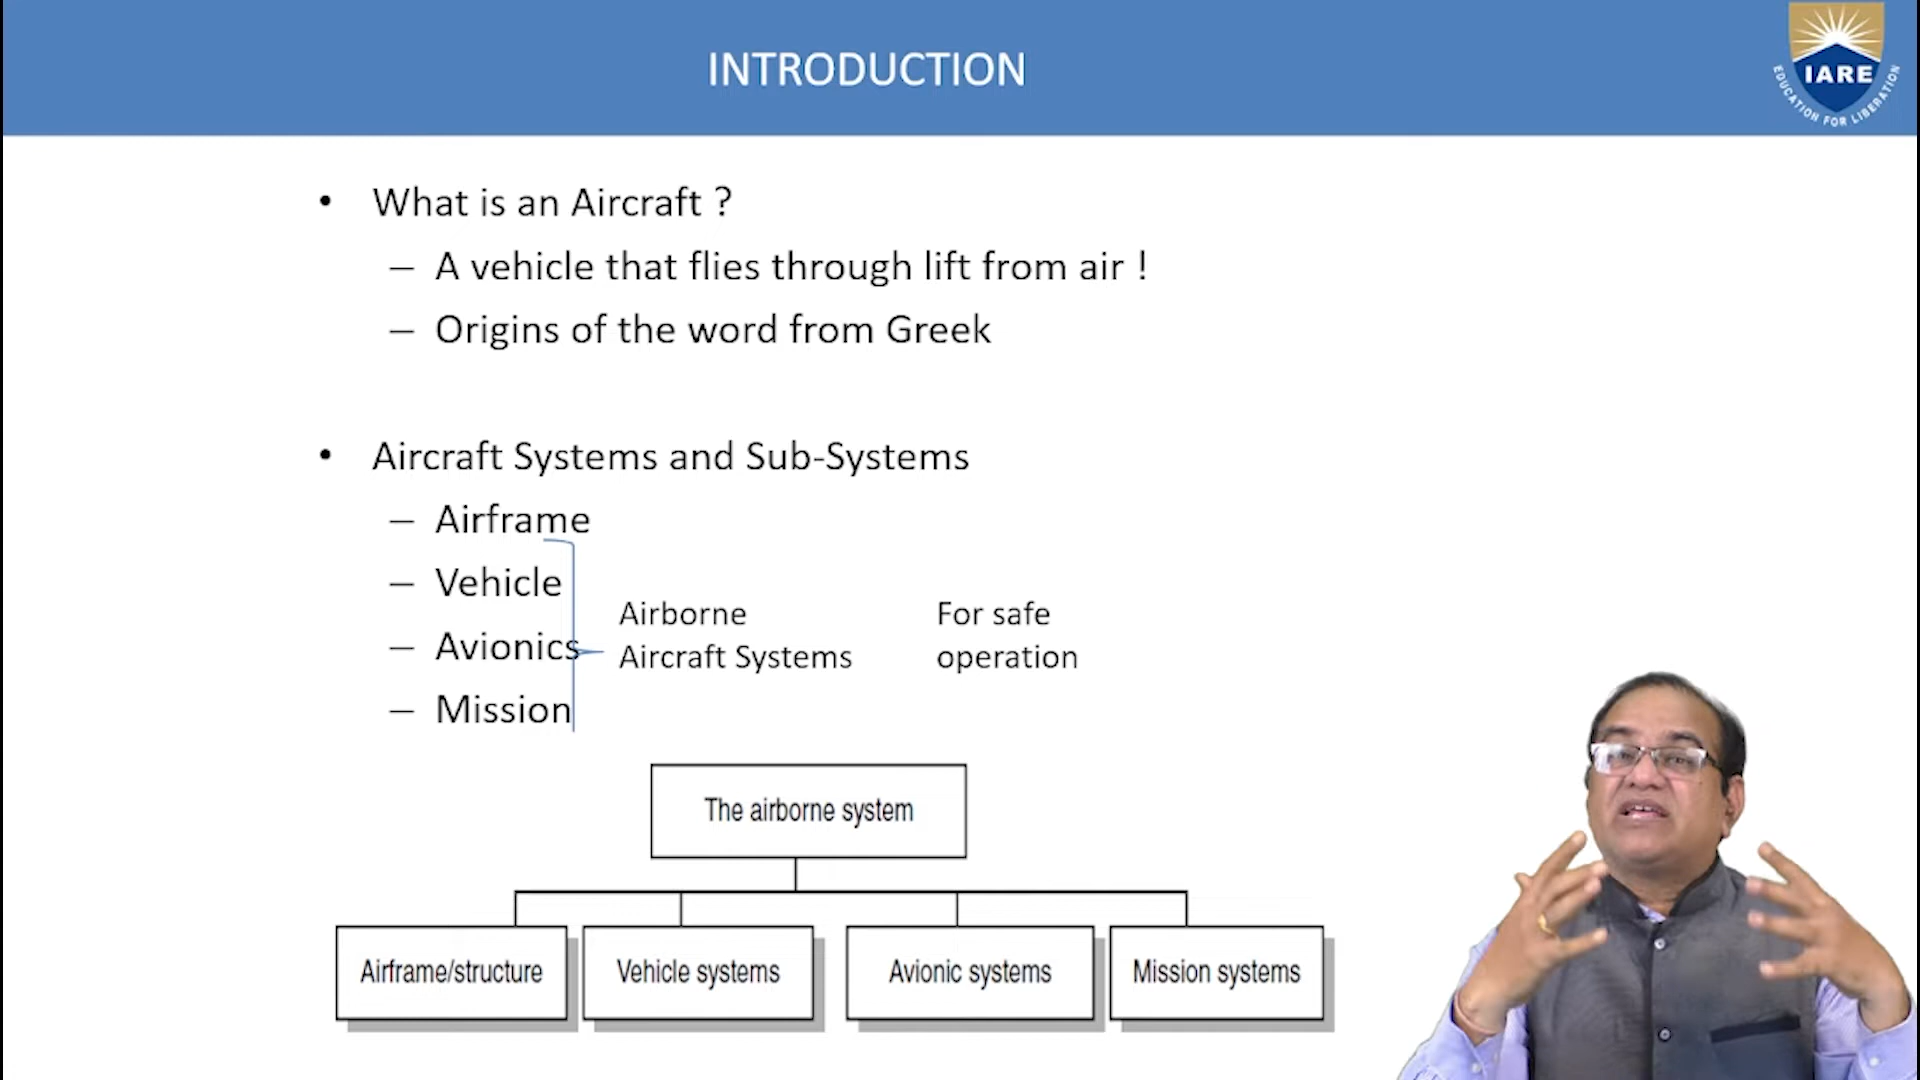 INTRODUCTION
IARE
EDUCATION FOR LIBERATION
• What is an Aircraft ?
– A vehicle that flies through lift from air !
– Origins of the word from Greek
• Aircraft Systems and Sub-Systems
– Airframe
– Vehicle
– Avionics
– Mission
Airborne
Aircraft Systems
For safe
operation
The airborne system
Airframe/structure
Vehicle systems
Avionic systems
Mission systems